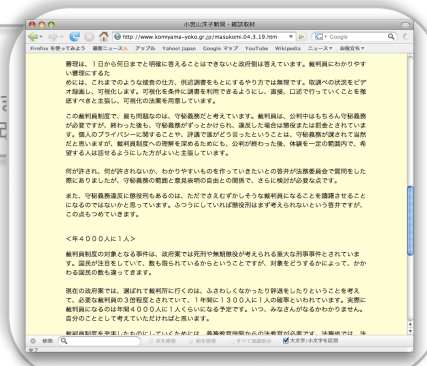 小宮山洋子新聞・雑誌取材
http://www.komiyama-yoko.gr.jp/masukomi.04.3.19.htm
Google
Firefox を使ってみよう 最新ニュース アップル Yahoo! Japan Google マップ YouTube Wikipedia ニュース▼ お役立ち▼
審理は、１日から何日までと明確に答えることはできないと政府側は答えています。裁判員にわかりやす
い審理にするた
めには、これまでのような捜査の仕方、供述調書をもとにするやり方では無理です。取調べの状況をビデ
オ録画し、可視化します。可視化を条件に調書を利用できるようにし、直接、口述で行っていくことを徹
底すべきと主張し、可視化の法案を用意しています。
この裁判員制度で、最も問題なのは、守秘義務だと考えています。裁判員は、公判中はもちろん守秘義務
が必要ですが、終わった後も、守秘義務がずっとかけられ、違反した場合は懲役または罰金とされていま
す。個人のプライバシーに関することや、評議で誰がどう言ったということは、守秘義務が課されて当然
だと思いますが、裁判員制度への理解を深めるためにも、公判が終わった後、体験を一定の範囲内で、希
望する人は話せるようにした方がよいと主張しています。
何が許され、何がされないか、わかりやすいものを作っていきたいとの答弁が法務委員会で質問をした
際にありましたが、守秘義務の範囲と意見表明の自由との関係で、さらに検討が必要な点です。
また、守秘義務違反に懲役刑もあるのは、ただでさえむずかしそうな裁判員になることを躊躇させること
になるのではないかと思っています。ふつうにしていれば懲役刑はまず考えられないという答弁ですが、
この点もつめていきます。
＜年４０００人に１人＞
裁判員制度の対象となる事件は、政府案では死刑や無期懲役が考えられる重大な刑事事件とされていま
す。国民が注目をしていて、数も限られているからということですが、対象をどうするかによって、かか
わる国民の数も違ってきます。
現在の政府案では、選ばれて裁判所に行くのは、ふさわしくなかったり辞退をしたりということを考え
て、必要な裁判員の３倍程度とされていて、１年間に１３００人に１人の確率といわれています。実際に
裁判員になるのは年間４０００人に１人くらいになる予定です。いつ、みなさんがなるかわかりません。
自分のこととして考えていただければと思います。
検索:
次を検索
前を検索
すべて強調表示
大文字/小文字を区別
完了